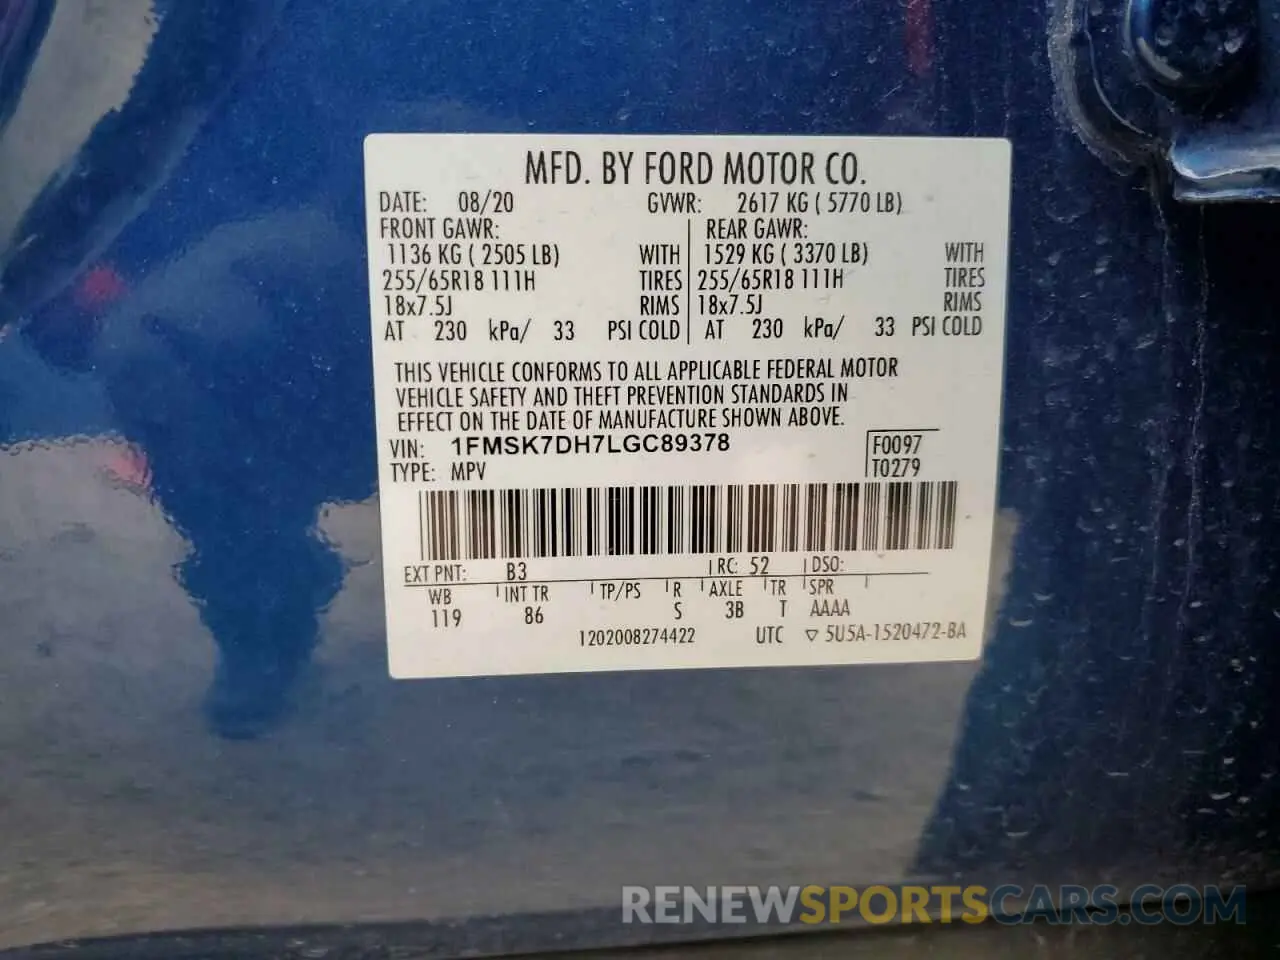 MFD. BY FORD MOTOR CO.
DATE: 08/20 GVWR: 2617 KG ( 5770 LB)
FRONT GAWR: REAR GAWR:
1136 KG ( 2505 LB) WITH 1529 KG ( 3370 LB) WITH
255/65R18 111H TIRES 255/65R18 111H TIRES
18x7.5J RIMS 18x7.5J RIMS
AT 230 kPa/ 33 PSI COLD AT 230 kPa/ 33 PSI COLD
THIS VEHICLE CONFORMS TO ALL APPLICABLE FEDERAL MOTOR
VEHICLE SAFETY AND THEFT PREVENTION STANDARDS IN
EFFECT ON THE DATE OF MANUFACTURE SHOWN ABOVE.
VIN: 1FMSK7DH7LGC89378 F0097
TYPE: MPV T0279
EXT PNT: B3 RC: 52 DSO:
WB INT TR TP/PS R AXLE TR SPR
119 86 S 3B T AAAA
1202008274422 UTC ▽ 5U5A-1520472-BA
RENEWSPORTSCARS.COM